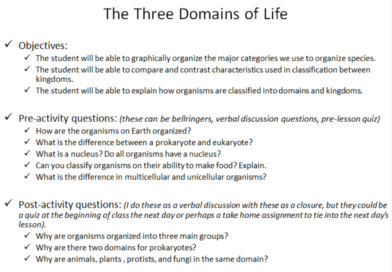 The Three Domains of Life
✓ Objectives:
✓ The student will be able to graphically organize the major categories we use to organize species.
✓ The student will be able to compare and contrast characteristics used in classification between
kingdoms.
✓ The student will be able to explain how organisms are classified into domains and kingdoms.
✓ Pre-activity questions: (these can be bellringers, verbal discussion questions, pre-lesson quiz)
✓ How are the organisms on Earth organized?
✓ What is the difference between a prokaryote and eukaryote?
✓ What is a nucleus? Do all organisms have a nucleus?
✓ Can you classify organisms on their ability to make food? Explain.
✓ What is the difference in multicellular and unicellular organisms?
✓ Post-activity questions: (I do these as a verbal discussion with these as a closure, but they could be
a quiz at the beginning of class the next day or perhaps a take home assignment to tie into the next day's
lesson).
✓ Why are organisms organized into three main groups?
✓ Why are there two domains for prokaryotes?
✓ Why are animals, plants , protists, and fungi in the same domain?